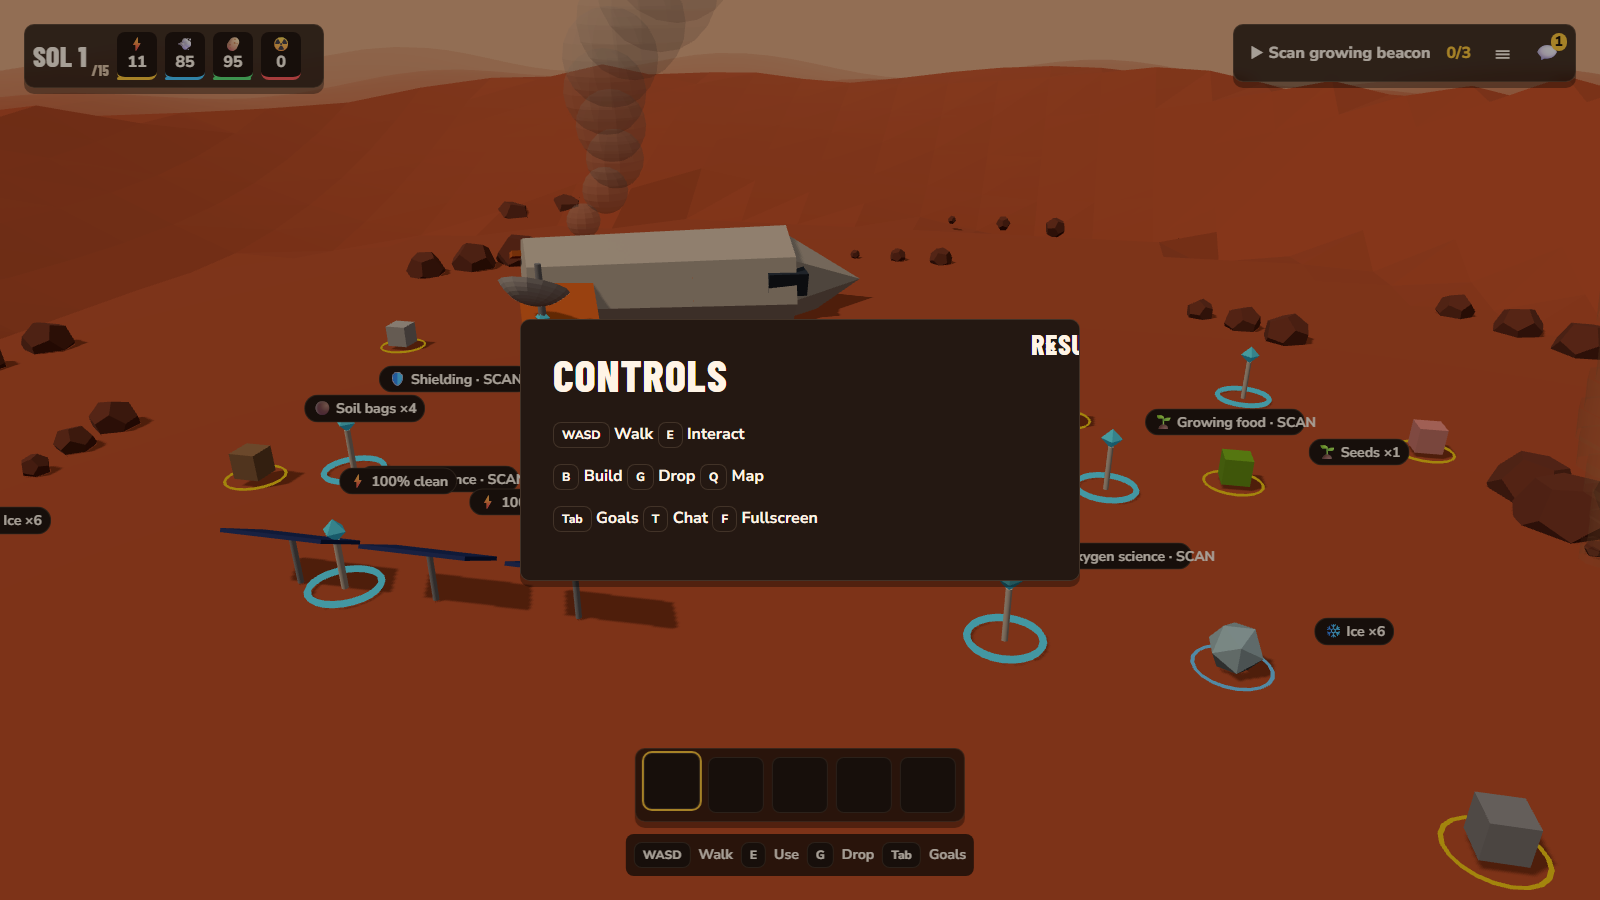 SOL 1 /15
11 85 95 0
▶ Scan growing beacon 0/3
1
Shielding · SCAN
Soil bags ×4
100% clean
Ice ×6
RESU
CONTROLS
WASD Walk E Interact
B Build G Drop Q Map
Tab Goals T Chat F Fullscreen
Growing food · SCAN
Seeds ×1
SCAN
Ice ×6
WASD Walk E Use G Drop Tab Goals